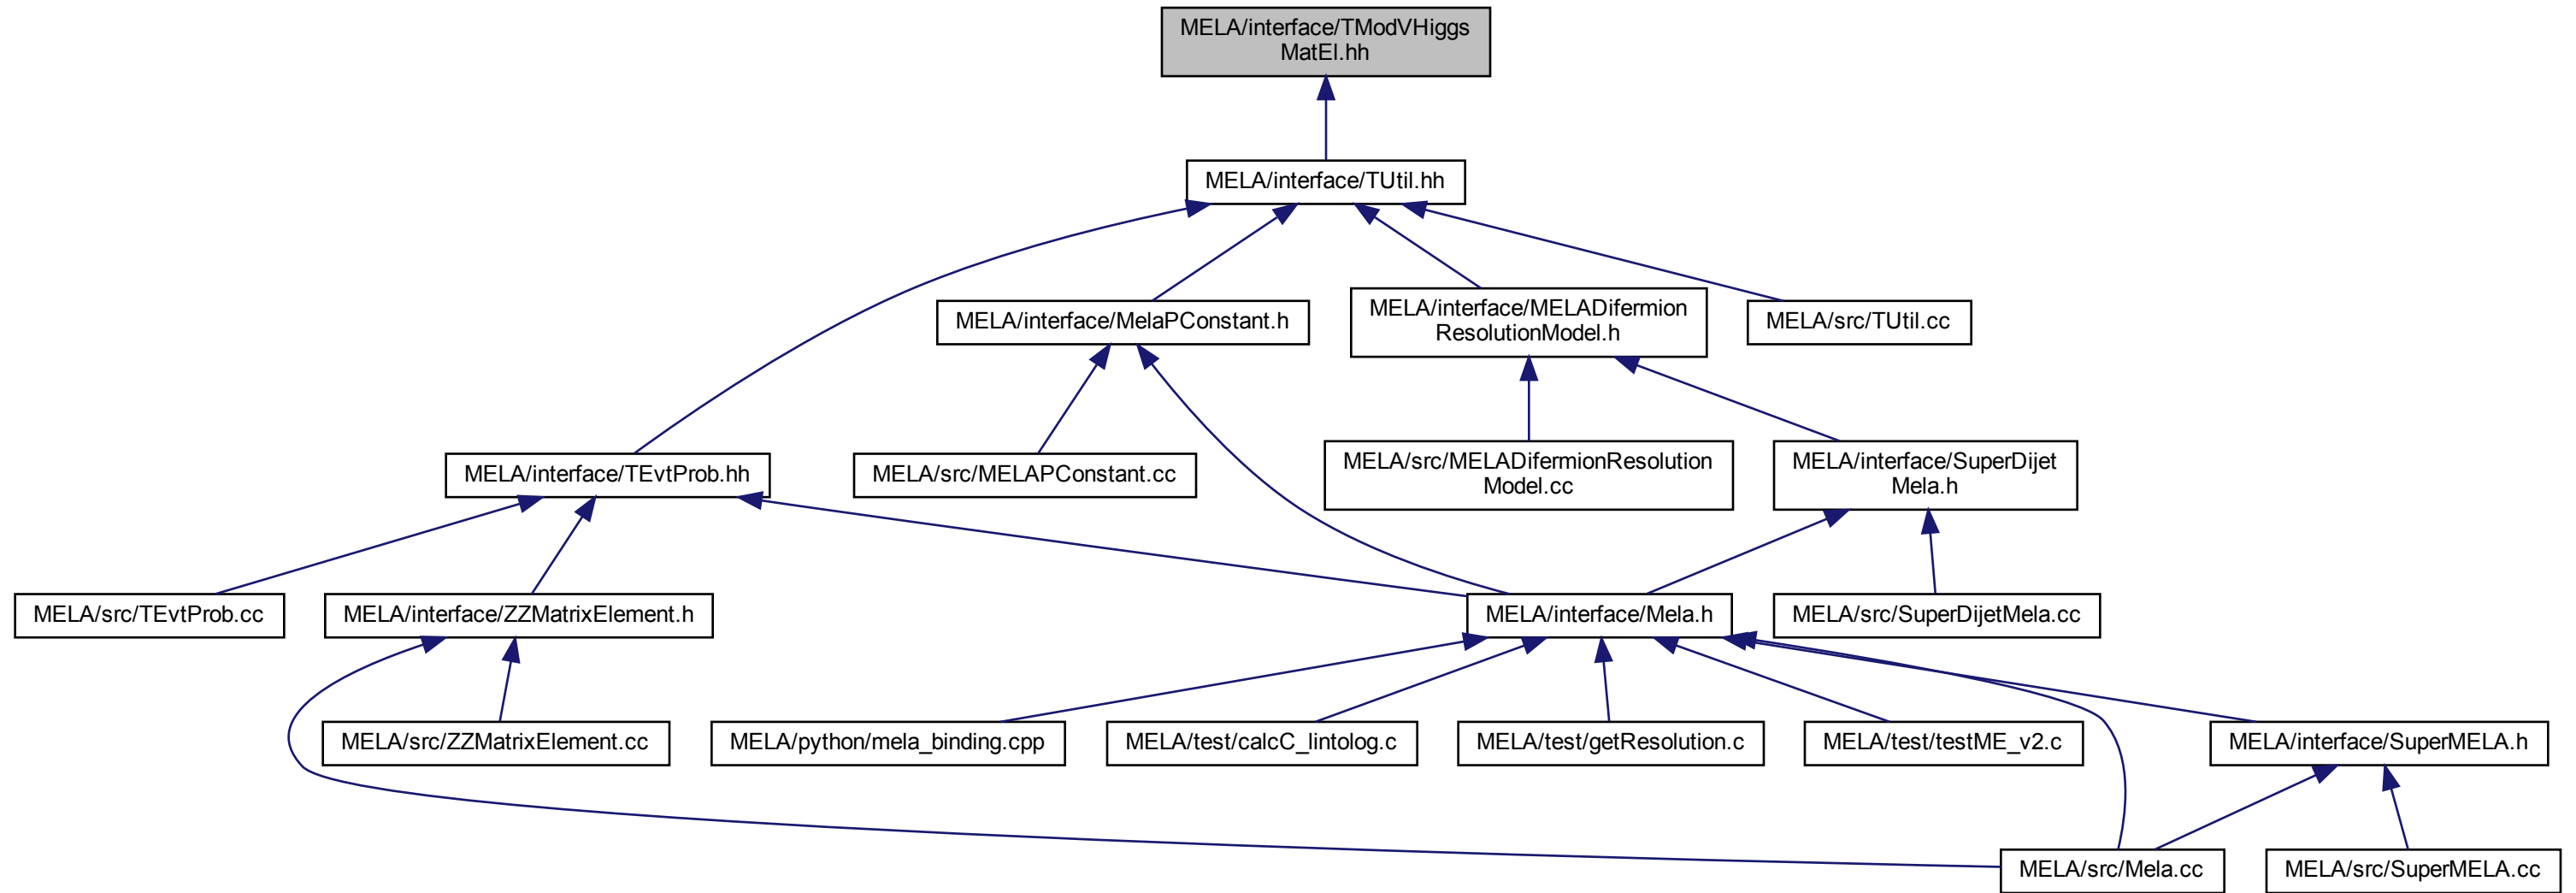 MELA/interface/TModVHiggs
MatEl.hh
MELA/interface/TUtil.hh
MELA/interface/MelaPConstant.h
MELA/interface/MELADifermion
ResolutionModel.h
MELA/src/TUtil.cc
MELA/interface/TEvtProb.hh
MELA/src/MELAPConstant.cc
MELA/src/MELADifermionResolution
Model.cc
MELA/interface/SuperDijet
Mela.h
MELA/src/TEvtProb.cc
MELA/interface/ZZMatrixElement.h
MELA/interface/Mela.h
MELA/src/SuperDijetMela.cc
MELA/src/ZZMatrixElement.cc
MELA/python/mela_binding.cpp
MELA/test/calcC_lintolog.c
MELA/test/getResolution.c
MELA/test/testME_v2.c
MELA/interface/SuperMELA.h
MELA/src/Mela.cc
MELA/src/SuperMELA.cc